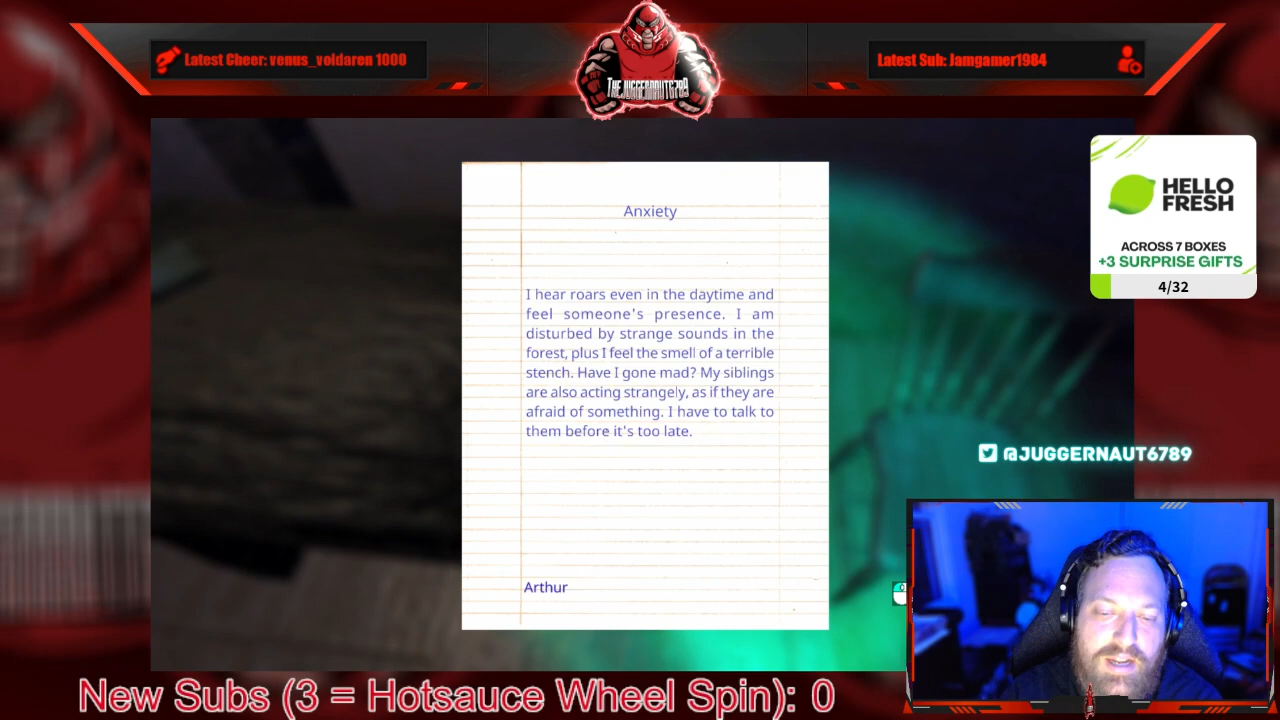 Latest Cheer: venus_voldaren 1000
THEJUGGERNAUT6789
Latest Sub: Jamgamer1984
HELLO
FRESH
ACROSS 7 BOXES
+3 SURPRISE GIFTS
4/32
Anxiety
I hear roars even in the daytime and
feel someone's presence. I am
disturbed by strange sounds in the
forest, plus I feel the smell of a terrible
stench. Have I gone mad? My siblings
are also acting strangely, as if they are
afraid of something. I have to talk to
them before it's too late.
Arthur
@JUGGERNAUT6789
New Subs (3 = Hotsauce Wheel Spin): 0